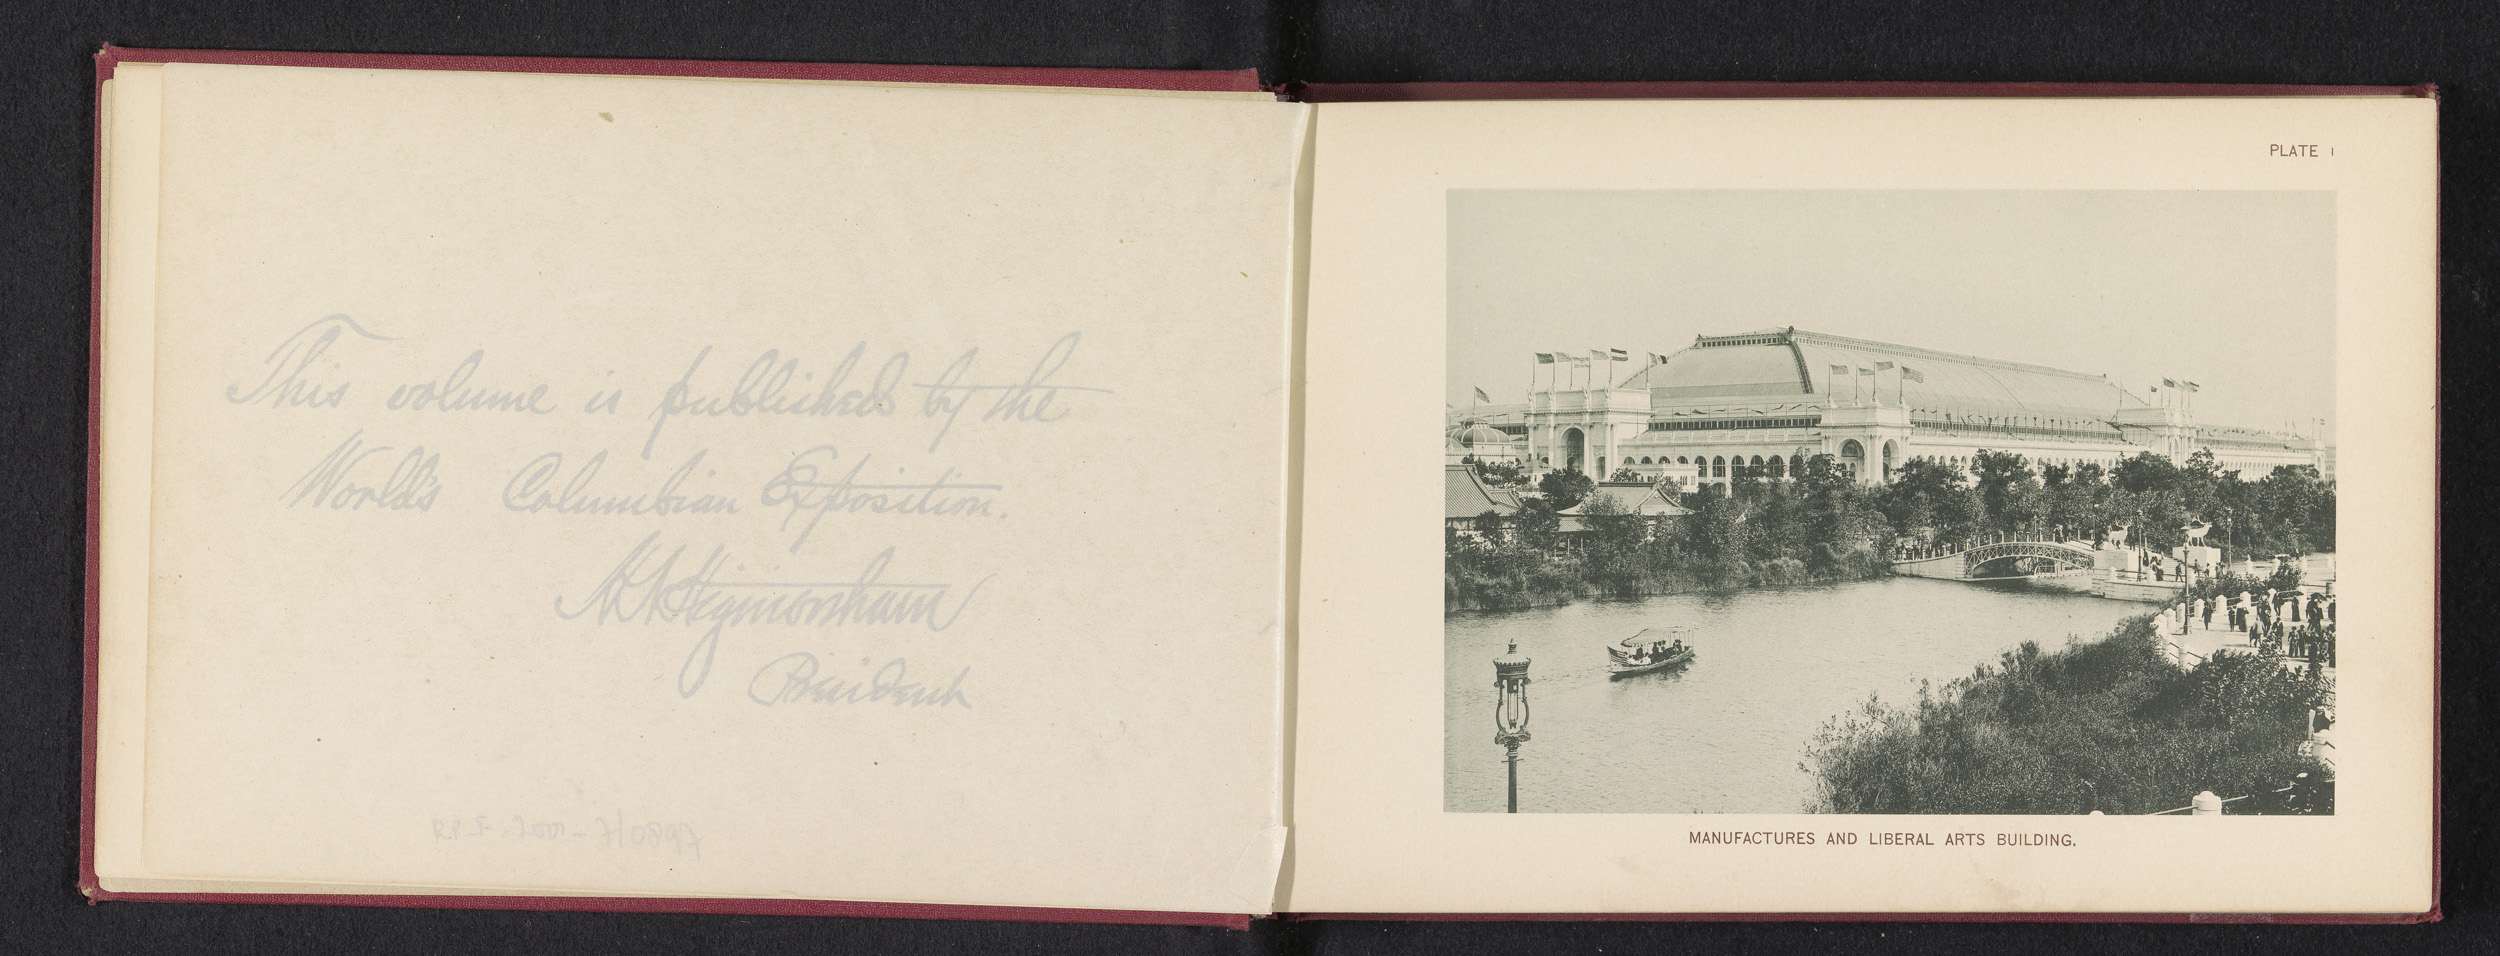 This volume is published by the
World's Columbian Exposition.
H N Higinbotham
President
PLATE 1
MANUFACTURES AND LIBERAL ARTS BUILDING.